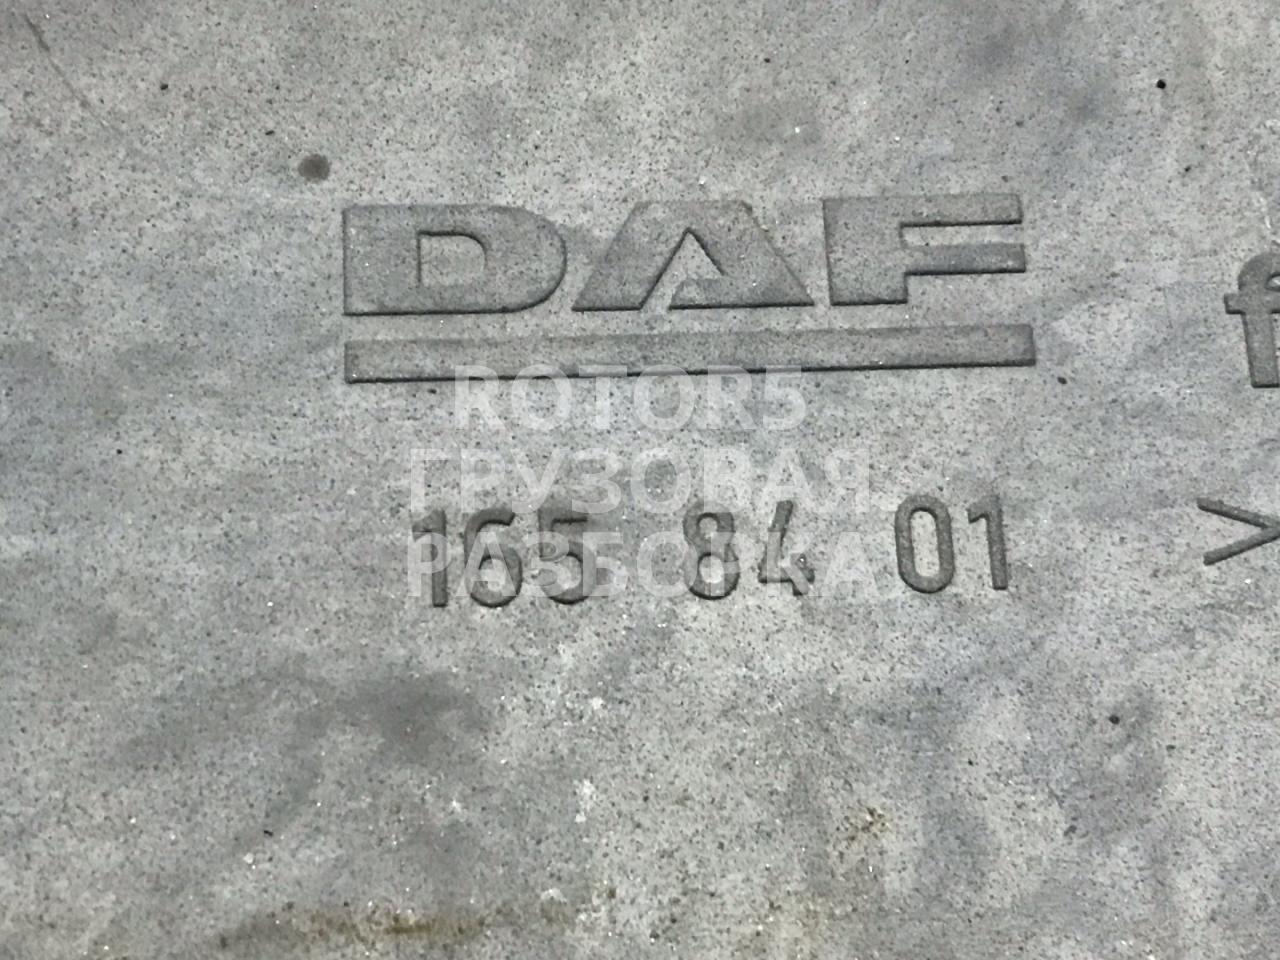 DAF
f
ROTOR5
ГРУЗОВАЯ
РАЗБОРКА
165 84 01 >